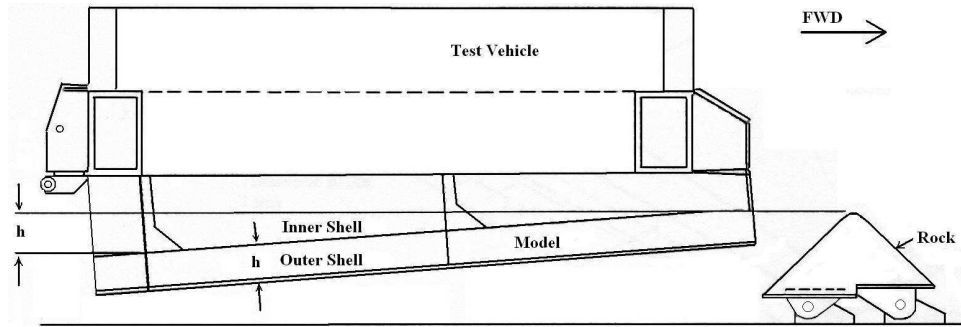 FWD
Test Vehicle
h
Inner Shell
h
Outer Shell
Model
Rock